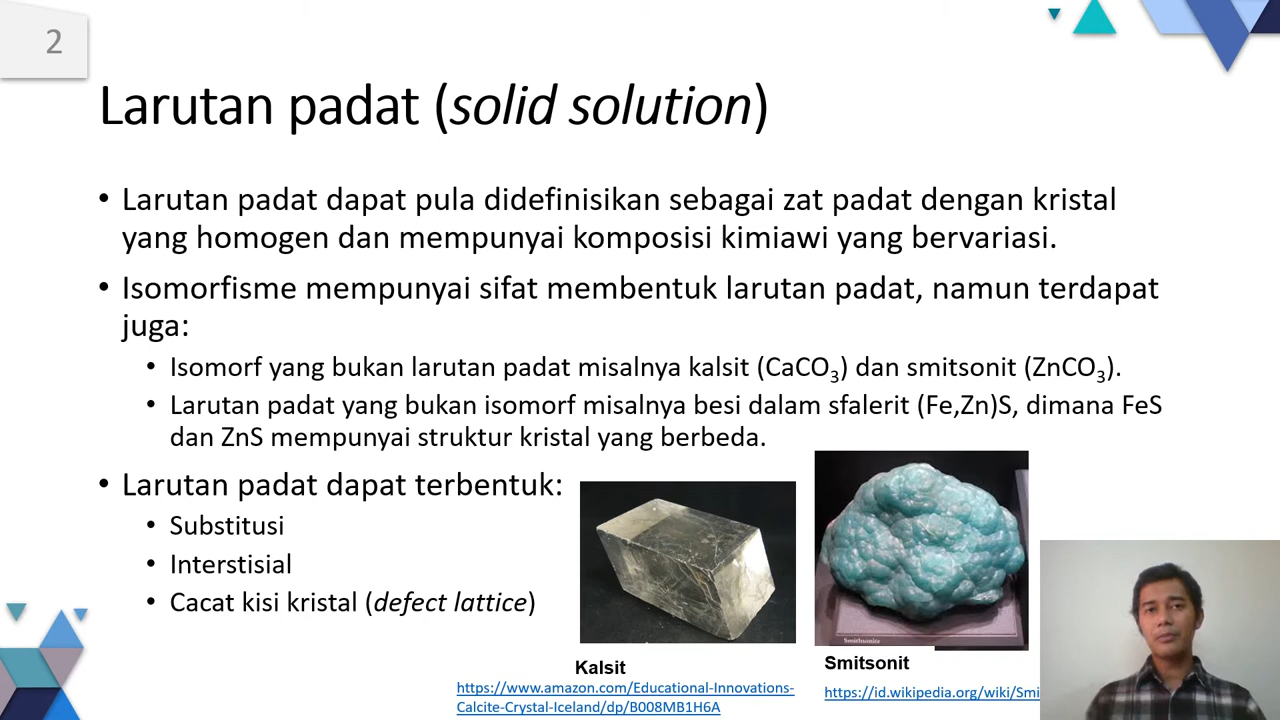 2
Larutan padat (solid solution)
• Larutan padat dapat pula didefinisikan sebagai zat padat dengan kristal
yang homogen dan mempunyai komposisi kimiawi yang bervariasi.
• Isomorfisme mempunyai sifat membentuk larutan padat, namun terdapat
juga:
• Isomorf yang bukan larutan padat misalnya kalsit (CaCO₃) dan smitsonit (ZnCO₃).
• Larutan padat yang bukan isomorf misalnya besi dalam sfalerit (Fe,Zn)S, dimana FeS
dan ZnS mempunyai struktur kristal yang berbeda.
• Larutan padat dapat terbentuk:
• Substitusi
• Interstisial
• Cacat kisi kristal (defect lattice)
Smithsonite
Kalsit
https://www.amazon.com/Educational-Innovations-
Calcite-Crystal-Iceland/dp/B008MB1H6A
Smitsonit
https://id.wikipedia.org/wiki/Smi